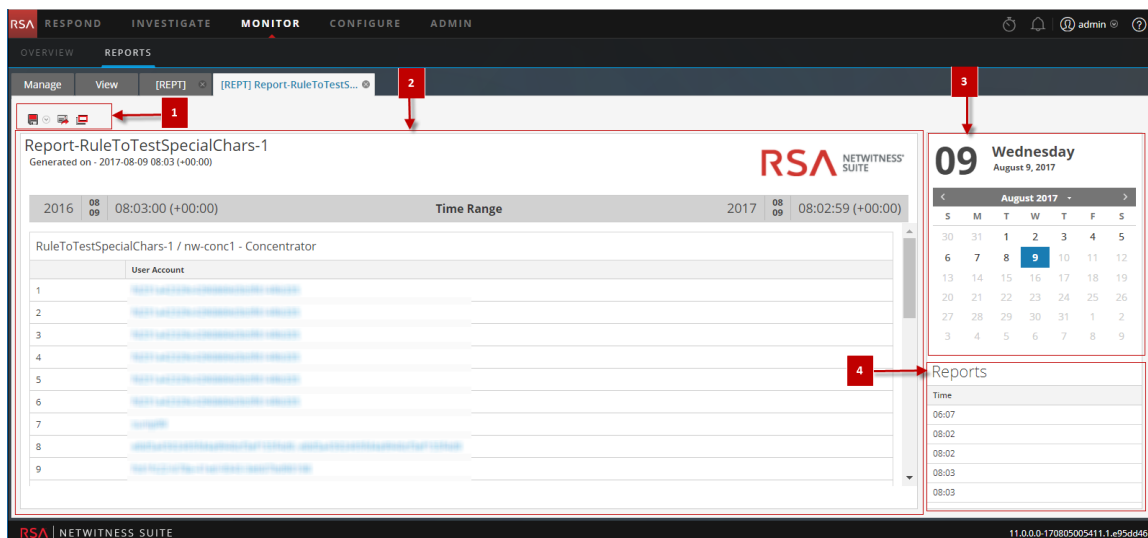 RSA RESPOND INVESTIGATE MONITOR CONFIGURE ADMIN admin ?
OVERVIEW REPORTS
Manage View [REPT] [REPT] Report-RuleToTestS...
1
2
3
4
Report-RuleToTestSpecialChars-1
Generated on - 2017-08-09 08:03 (+00:00)
RSA NETWITNESS® SUITE
2016 08 09 08:03:00 (+00:00) Time Range 2017 08 09 08:02:59 (+00:00)
RuleToTestSpecialChars-1 / nw-conc1 - Concentrator
User Account
1
2
3
4
5
6
7
8
9
09 Wednesday
August 9, 2017
< August 2017 >
S M T W T F S
30 31 1 2 3 4 5
6 7 8 9 10 11 12
13 14 15 16 17 18 19
20 21 22 23 24 25 26
27 28 29 30 31 1 2
3 4 5 6 7 8 9
Reports
Time
06:07
08:02
08:02
08:03
08:03
RSA NETWITNESS SUITE
11.0.0.0-170805005411.1.e95dd46